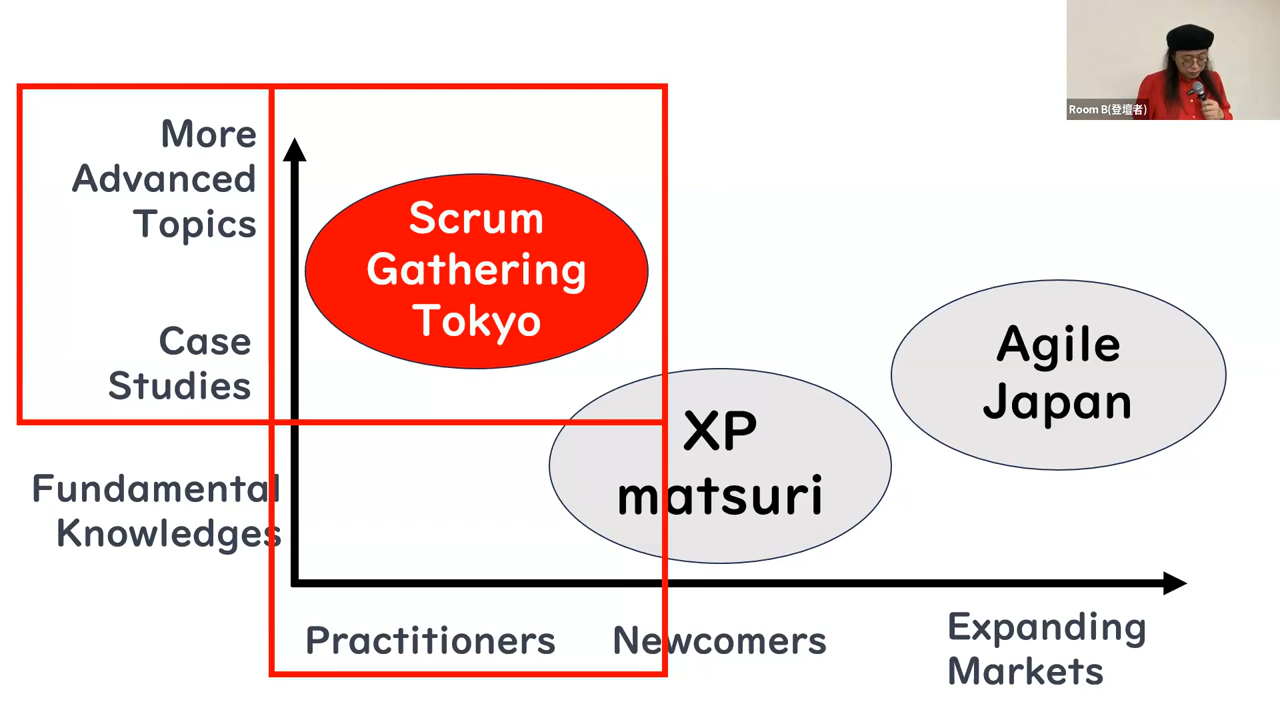 Room B(登壇者)
More
Advanced
Topics
Scrum
Gathering
Tokyo
Case
Studies
Agile
Japan
XP
matsuri
Fundamental
Knowledges
Practitioners
Newcomers
Expanding
Markets